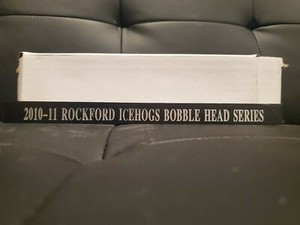 2010-11 ROCKFORD ICEHOGS BOBBLE HEAD SERIES